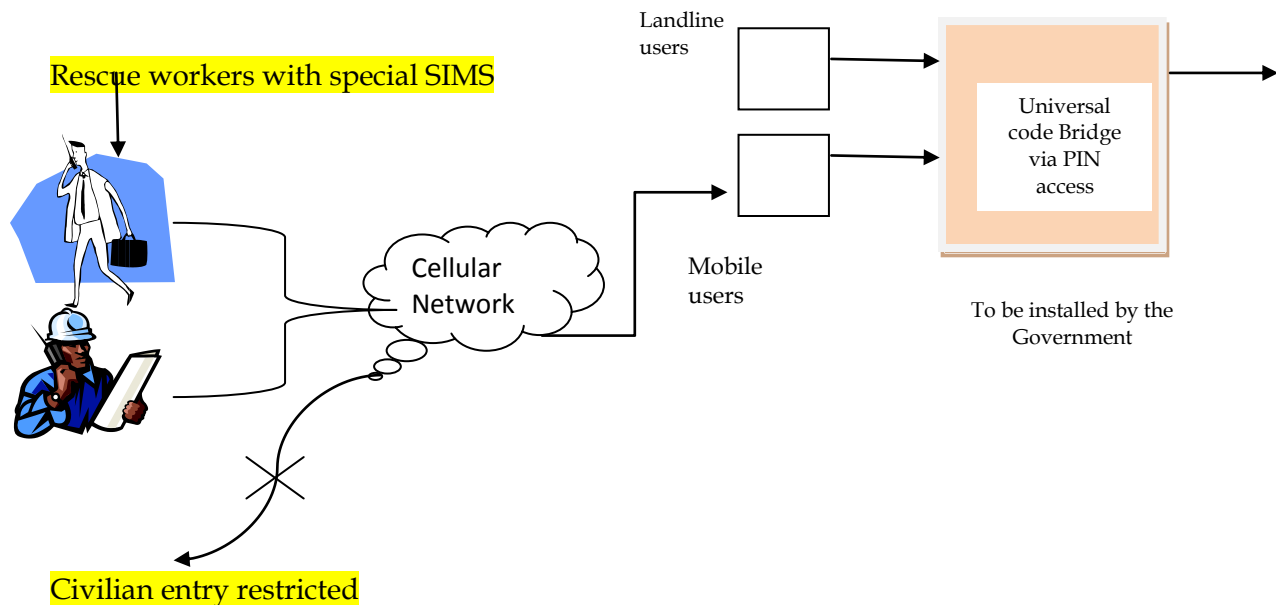 Landline
users
Rescue workers with special SIMS
Universal
code Bridge
via PIN
access
Cellular
Network
Mobile
users
To be installed by the
Government
Civilian entry restricted